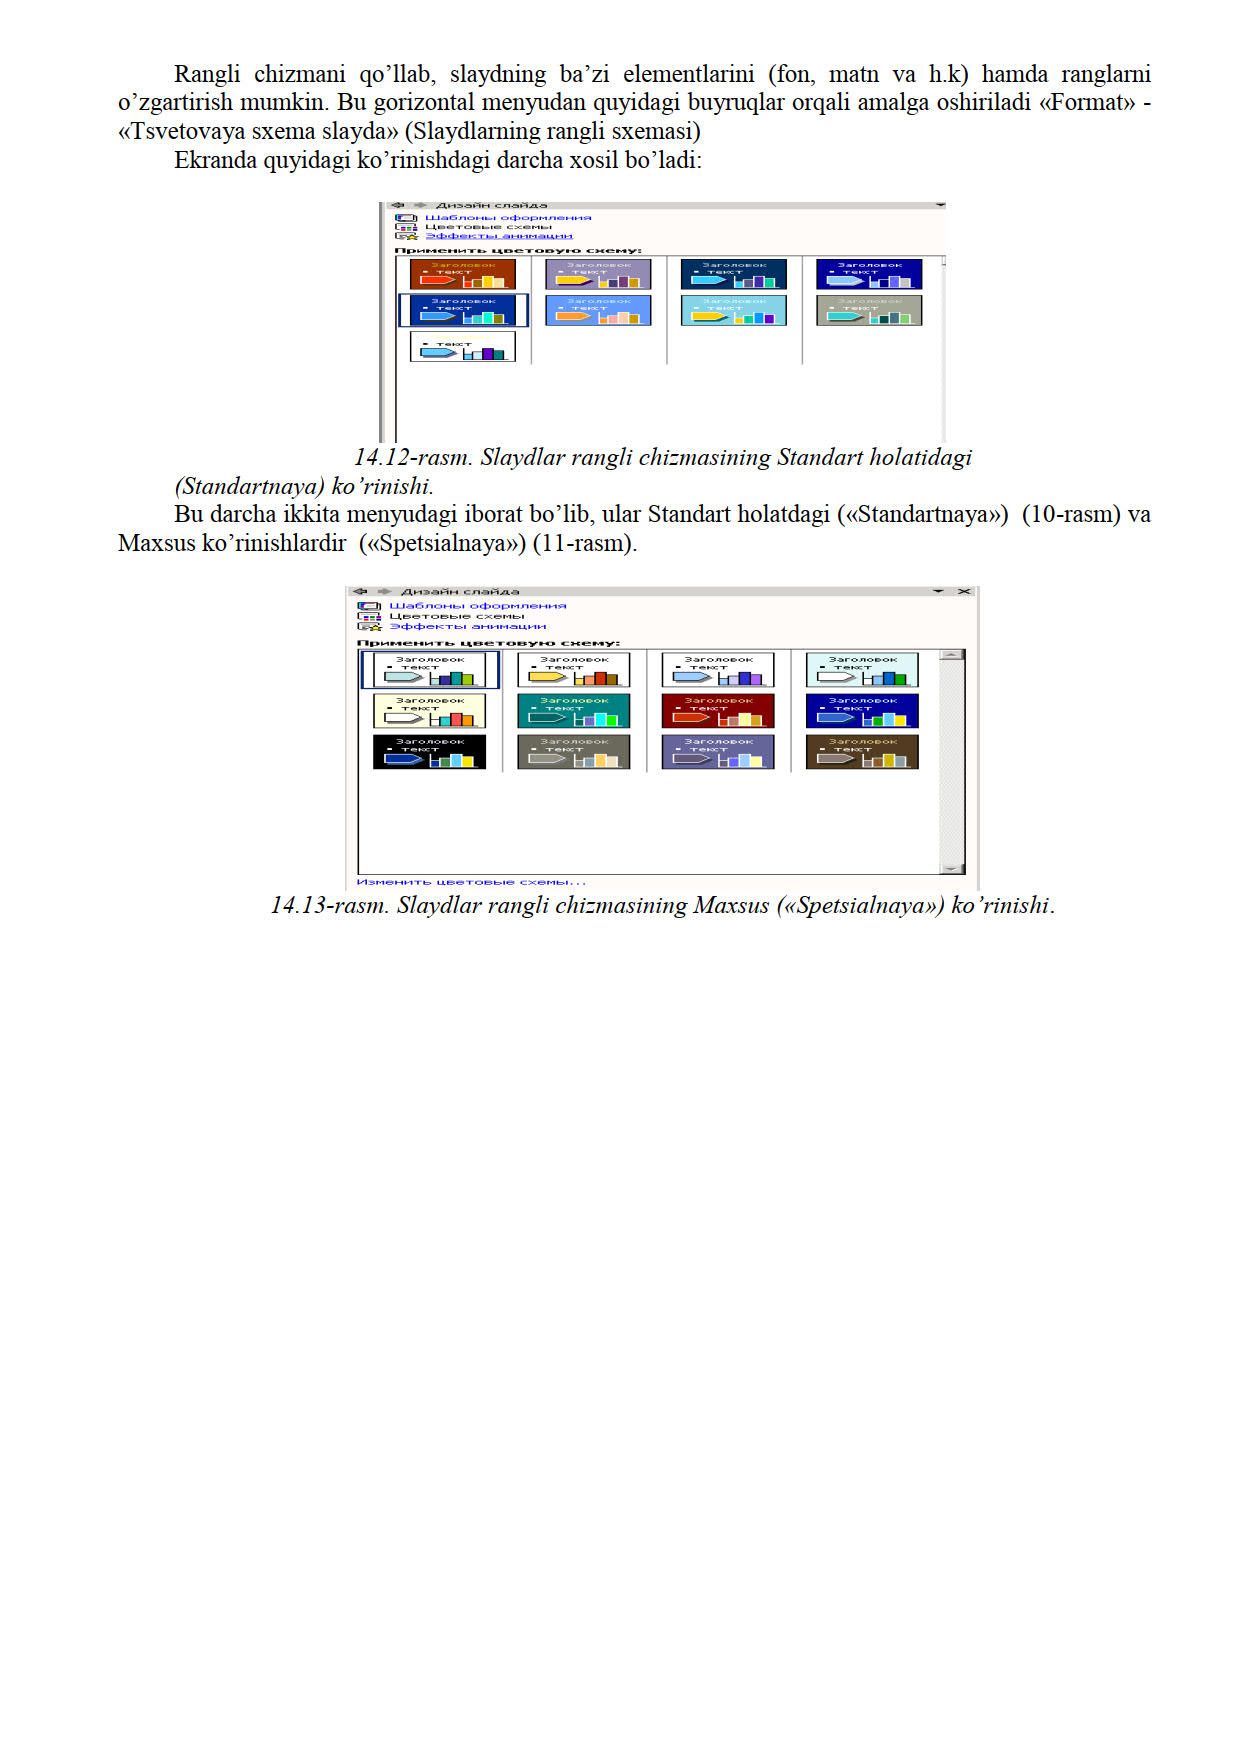 Rangli chizmani qo’llab, slaydning ba’zi elementlarini (fon, matn va h.k) hamda ranglarni
o’zgartirish mumkin. Bu gorizontal menyudan quyidagi buyruqlar orqali amalga oshiriladi «Format» -
«Tsvetovaya sxema slayda» (Slaydlarning rangli sxemasi)
Ekranda quyidagi ko’rinishdagi darcha xosil bo’ladi:
Дизайн слайда
Шаблоны оформления
Цветовые схемы
Эффекты анимации
Применить цветовую схему:
Заголовок Заголовок Заголовок Заголовок
• текст • текст • текст • текст
Заголовок Заголовок Заголовок Заголовок
• текст • текст • текст • текст
• текст
14.12-rasm. Slaydlar rangli chizmasining Standart holatidagi
(Standartnaya) ko’rinishi.
Bu darcha ikkita menyudagi iborat bo’lib, ular Standart holatdagi («Standartnaya») (10-rasm) va
Maxsus ko’rinishlardir («Spetsialnaya») (11-rasm).
Дизайн слайда
Шаблоны оформления
Цветовые схемы
Эффекты анимации
Применить цветовую схему:
Заголовок Заголовок Заголовок Заголовок
• текст • текст • текст • текст
Заголовок Заголовок Заголовок Заголовок
• текст • текст • текст • текст
Заголовок Заголовок Заголовок Заголовок
• текст • текст • текст • текст
Изменить цветовые схемы...
14.13-rasm. Slaydlar rangli chizmasining Maxsus («Spetsialnaya») ko’rinishi.